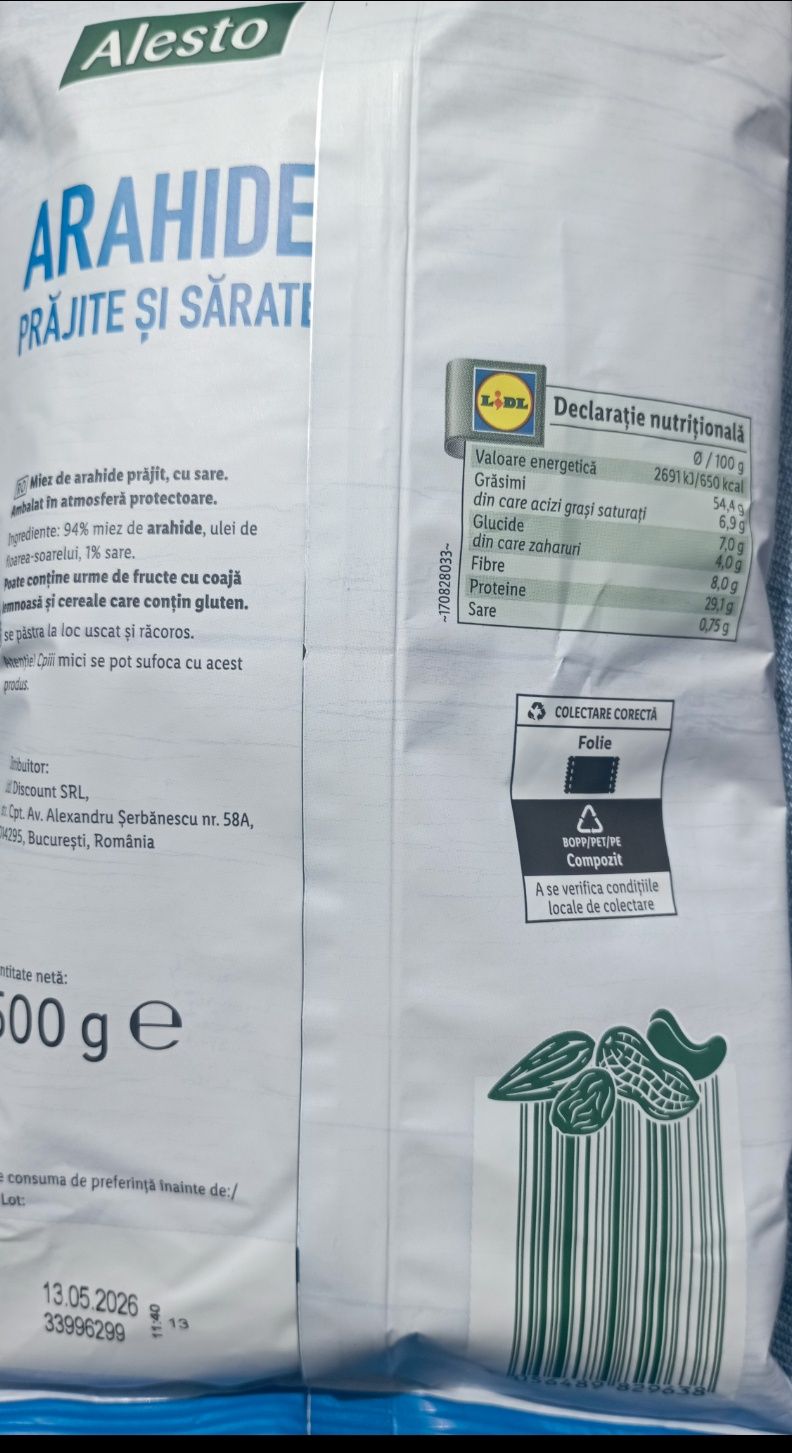 Alesto
ARAHIDE
PRĂJITE ȘI SĂRATE
RO Miez de arahide prăjit, cu sare.
Ambalat în atmosferă protectoare.
Ingrediente: 94% miez de arahide, ulei de
floarea-soarelui, 1% sare.
Poate conține urme de fructe cu coajă
lemnoasă și cereale care conțin gluten.
se păstra la loc uscat și răcoros.
Atenție! Copiii mici se pot sufoca cu acest
produs.
Discount SRL,
Cpt. Av. Alexandru Șerbănescu nr. 58A,
014295, București, România
ntitate netă:
500 g e
e consuma de preferință înainte de:/
Lot:
13.05.2026
33996299
11:40
13
LIDL
Declarație nutrițională
Ø / 100 g
Valoare energetică 2691 kJ/650 kcal
Grăsimi 54,4 g
din care acizi grași saturați 6,9 g
Glucide 7,0 g
din care zaharuri 4,0 g
Fibre 8,0 g
Proteine 29,1 g
Sare 0,75 g
~170828033~
COLECTARE CORECTĂ
Folie
BOPP/PET/PE
Compozit
A se verifica condițiile
locale de colectare